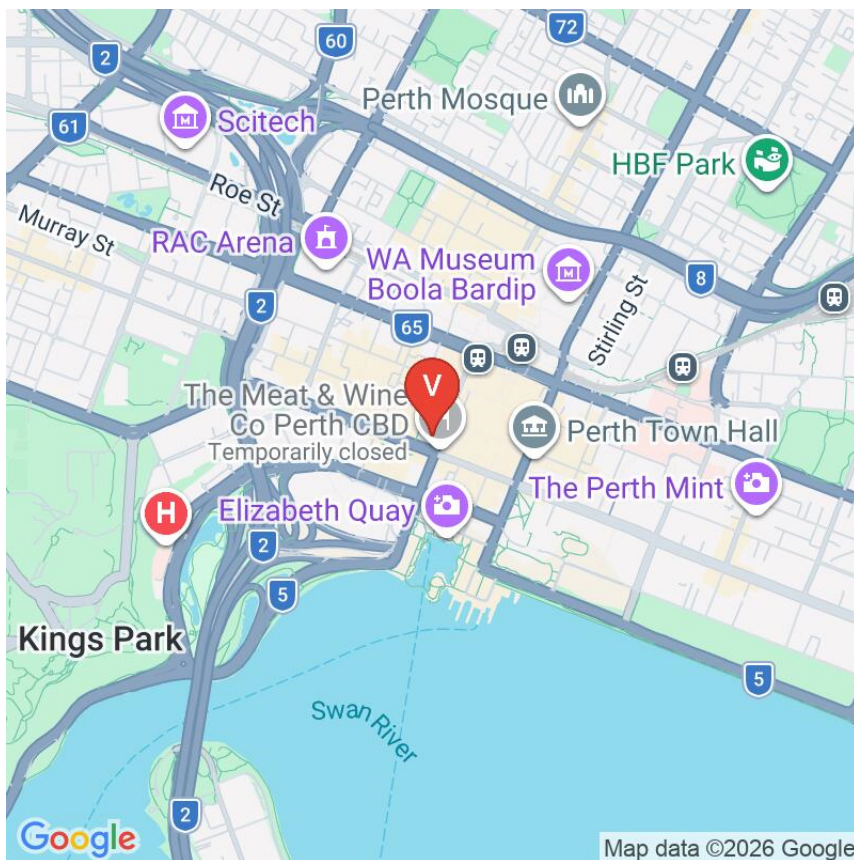 72
60
2
Perth Mosque
Scitech
61
HBF Park
Roe St
Murray St
RAC Arena
WA Museum
Boola Bardip
8
2
Stirling St
65
V
The Meat & Wine
Co Perth CBD
Temporarily closed
Perth Town Hall
The Perth Mint
Elizabeth Quay
H
2
5
Kings Park
5
Swan River
2
Google
Map data ©2026 Google